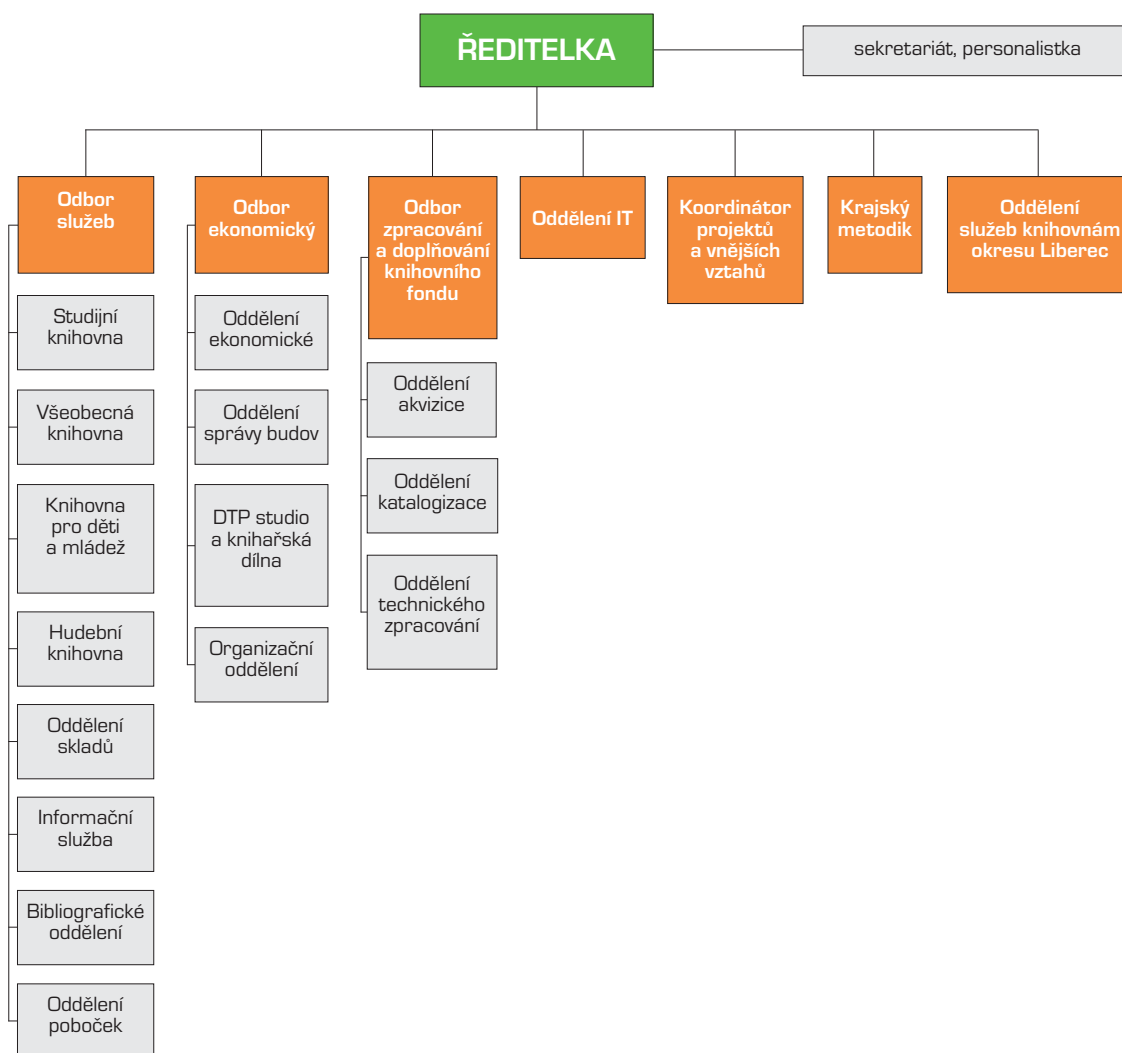 ŘEDITELKA
sekretariát, personalistka
Odbor
služeb
Studijní
knihovna
Všeobecná
knihovna
Knihovna
pro děti
a mládež
Hudební
knihovna
Oddělení
skladů
Informační
služba
Bibliografické
oddělení
Oddělení
poboček
Odbor
ekonomický
Oddělení
ekonomické
Oddělení
správy budov
DTP studio
a knihařská
dílna
Organizační
oddělení
Odbor
zpracování
a doplňování
knihovního
fondu
Oddělení
akvizice
Oddělení
katalogizace
Oddělení
technického
zpracování
Oddělení IT
Koordinátor
projektů
a vnějších
vztahů
Krajský
metodik
Oddělení
služeb knihovnám
okresu Liberec